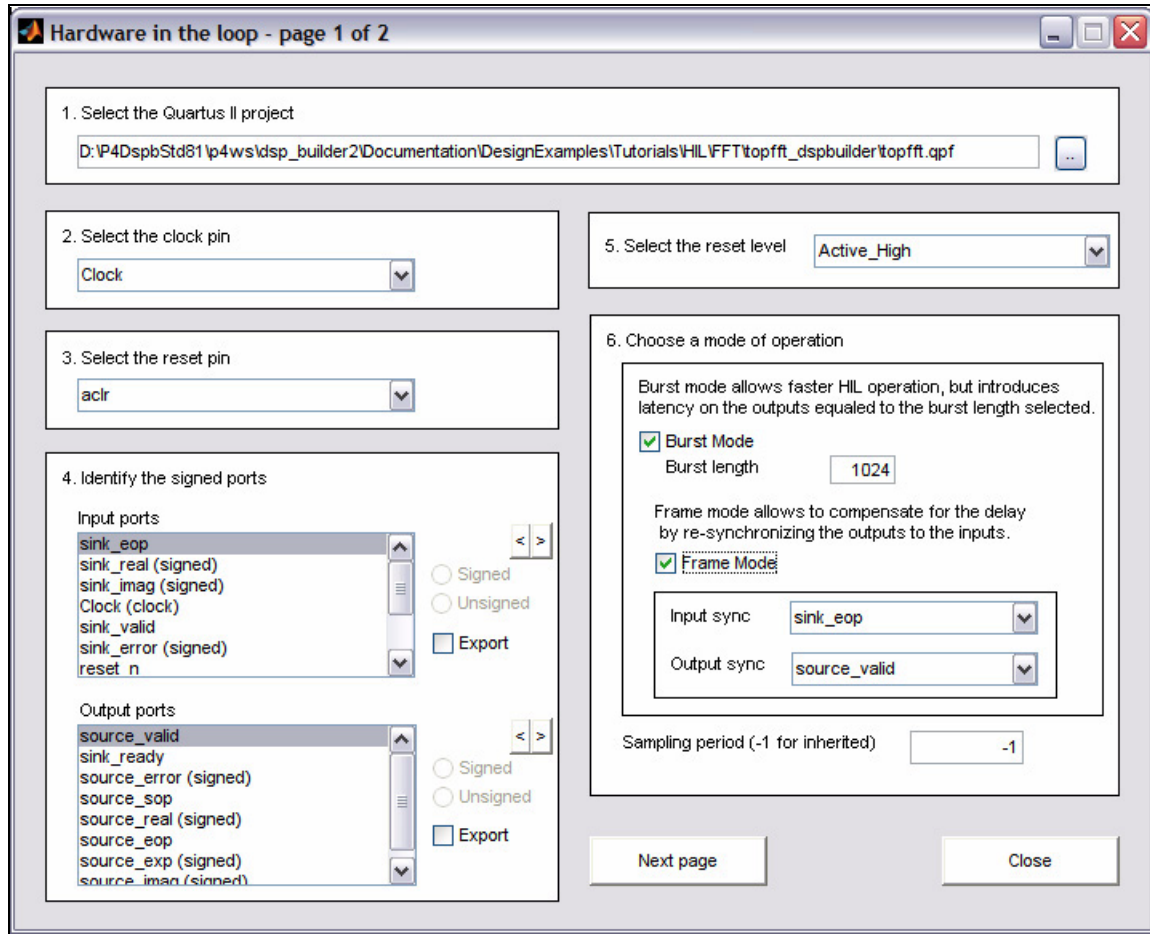 Hardware in the loop - page 1 of 2
1. Select the Quartus II project
D:\P4DspbStd81\p4ws\dsp_builder2\Documentation\DesignExamples\Tutorials\HIL\FFT\topfft_dspbuilder\topfft.qpf
..
2. Select the clock pin
Clock
3. Select the reset pin
aclr
4. Identify the signed ports
Input ports
sink_eop
sink_real (signed)
sink_imag (signed)
Clock (clock)
sink_valid
sink_error (signed)
reset_n
< >
Signed
Unsigned
Export
Output ports
source_valid
sink_ready
source_error (signed)
source_sop
source_real (signed)
source_eop
source_exp (signed)
source_imag (signed)
< >
Signed
Unsigned
Export
5. Select the reset level
Active_High
6. Choose a mode of operation
Burst mode allows faster HIL operation, but introduces
latency on the outputs equaled to the burst length selected.
Burst Mode
Burst length 1024
Frame mode allows to compensate for the delay
by re-synchronizing the outputs to the inputs.
Frame Mode
Input sync sink_eop
Output sync source_valid
Sampling period (-1 for inherited) -1
Next page
Close